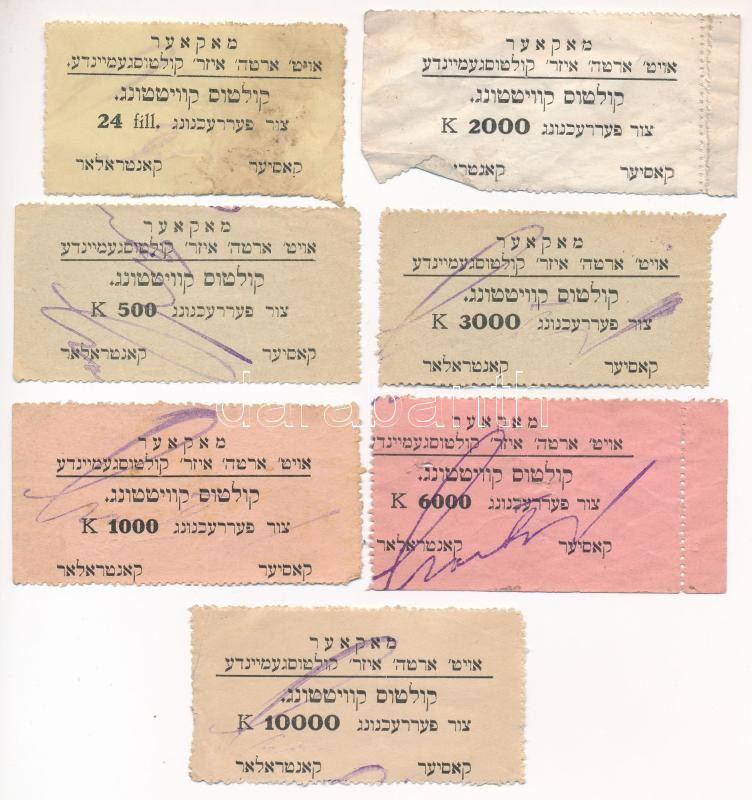 מאקאער
אויט' ארטה' איזר' קולטוסגעמיינדע.
קולטוס קוויטטונג.
צור פעררעכנונג 24 fill.
קאסיער קאנטראלאר
מאקאער
אויט' ארטה' איזר' קולטוסגעמיינדע
קולטוס קוויטטונג.
צור פעררעכנונג K 2000
קאסיער קאנטרי
מאקאער
אויט' ארטה' איזר' קולטוסגעמיינדע
קולטוס קוויטטונג.
צור פעררעכנונג K 500
קאסיער קאנטראלאר
מאקאער
אויט' ארטה' איזר' קולטוסגעמיינדע
קולטוס קוויטטונג.
צור פעררעכנונג K 3000
קאסיער קאנטראלאר
מאקאער
אויט' ארטה' איזר' קולטוסגעמיינדע
קולטוס קוויטטונג.
צור פעררעכנונג K 1000
קאסיער קאנטראלאר
מאקאער
אויט' ארטה' איזר' קולטוסגעמיינדע
קולטוס קוויטטונג.
צור פעררעכנונג K 6000
קאסיער קאנטראלאר
מאקאער
אויט' ארטה' איזר' קולטוסגעמיינדע
קולטוס קוויטטונג.
צור פעררעכנונג K 10000
קאסיער קאנטראלאר
darabanth